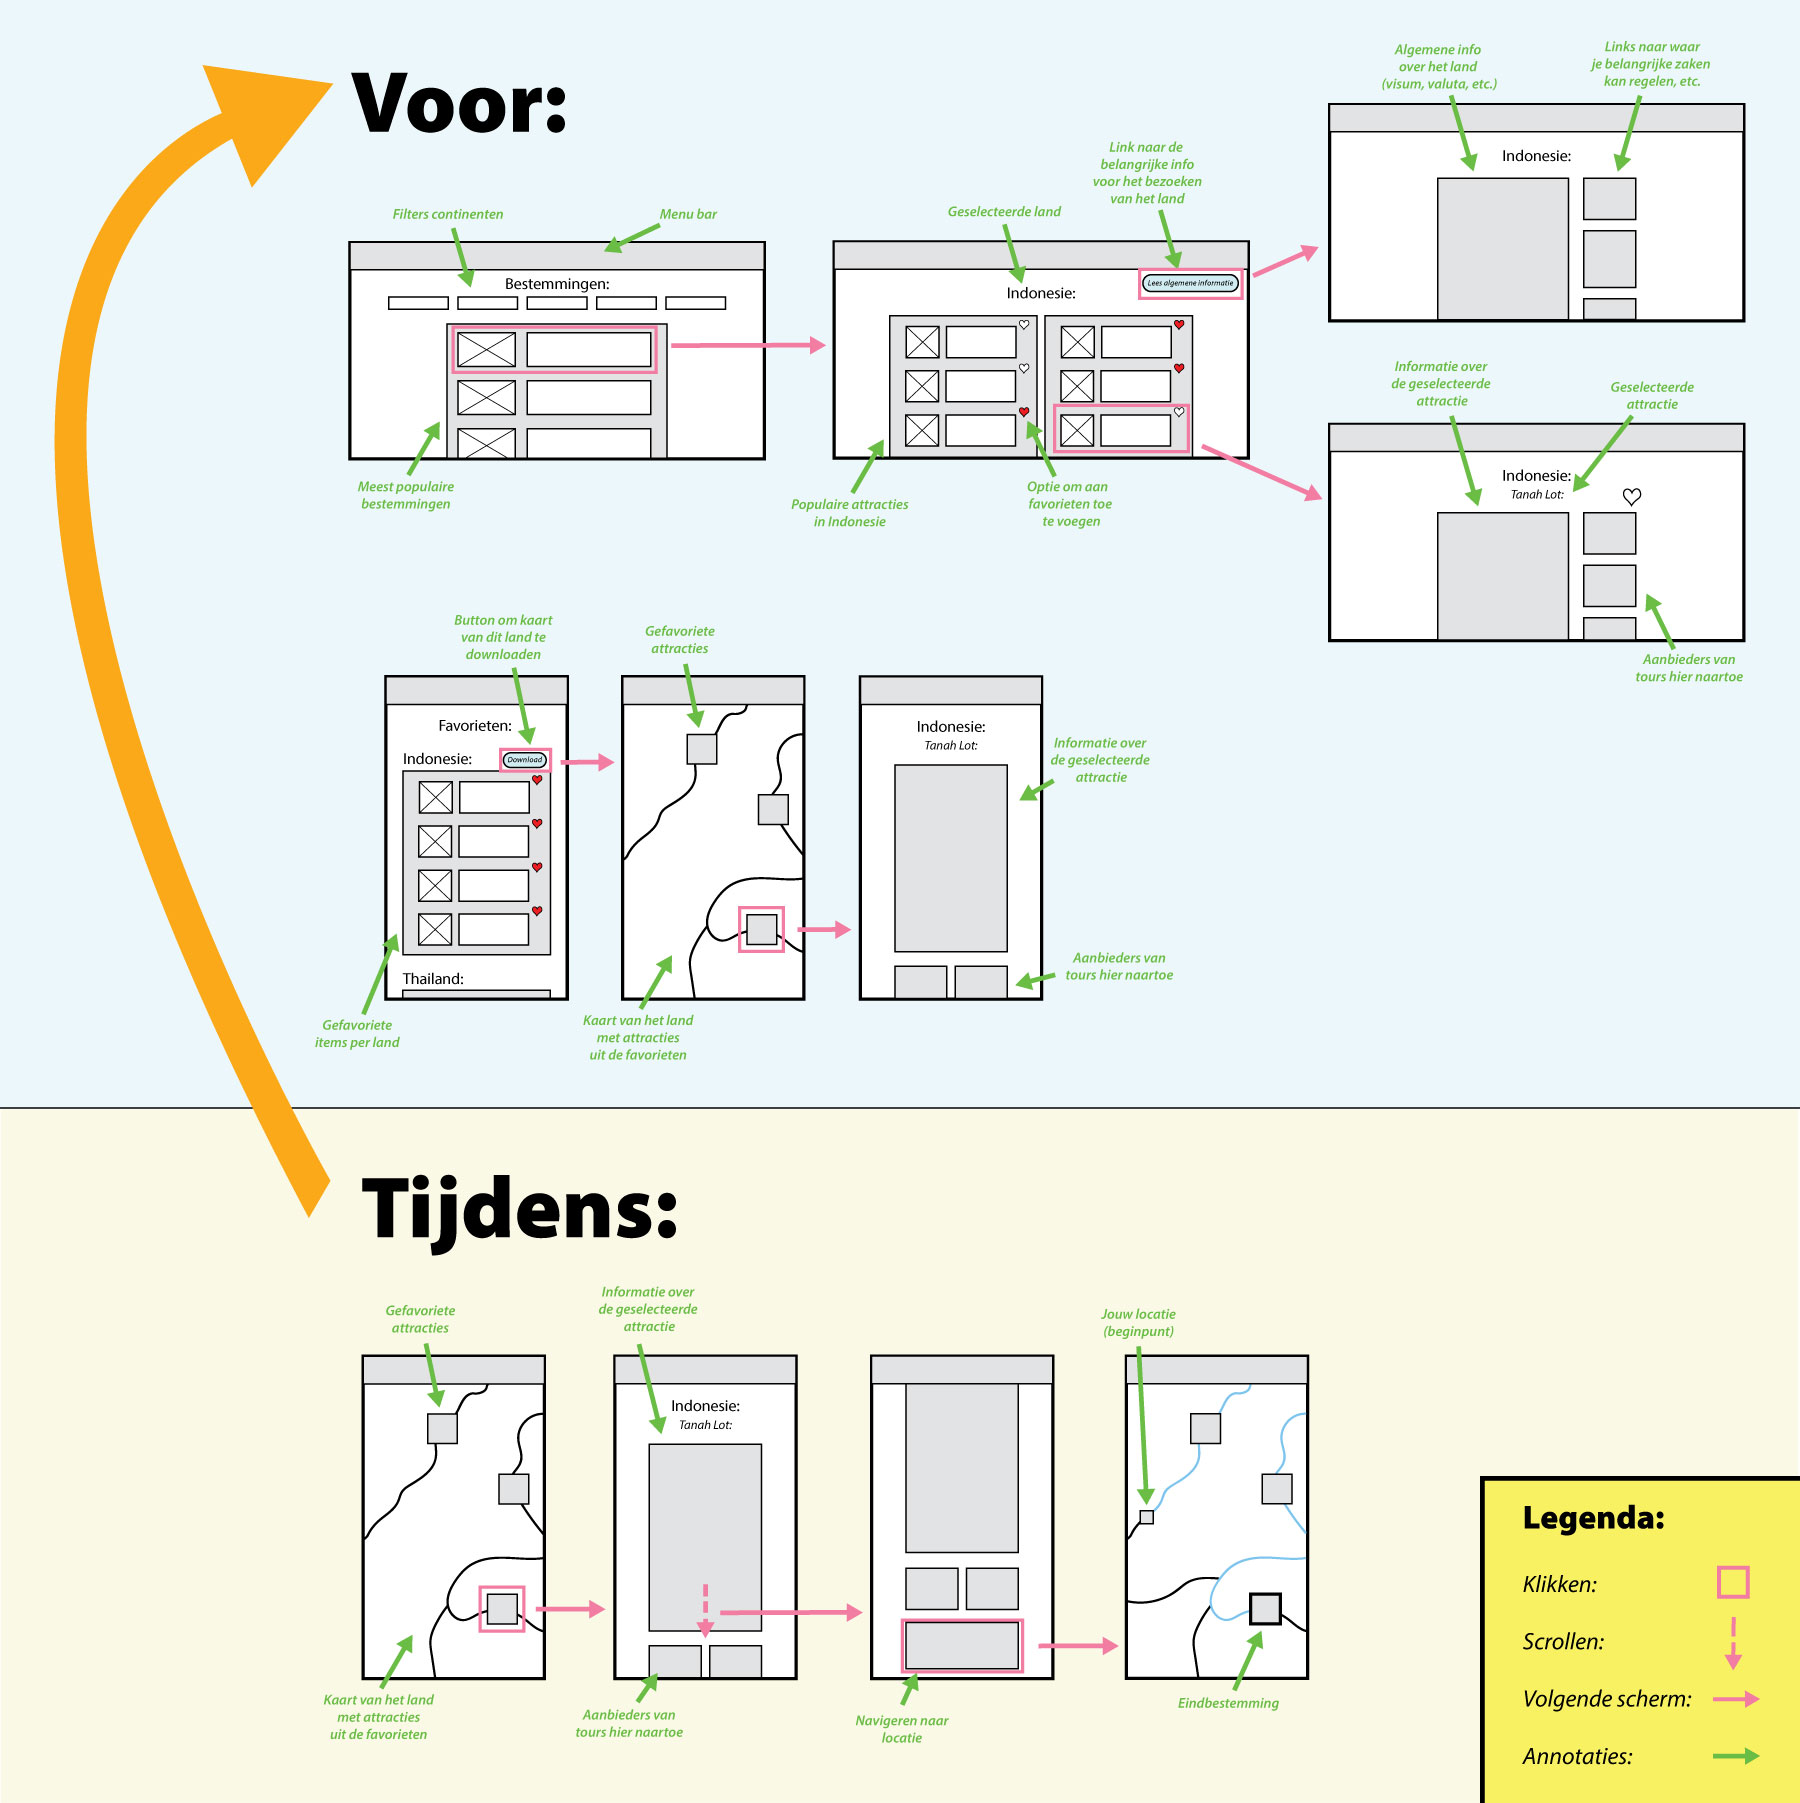 Voor:
Algemene info
over het land
(visum, valuta, etc.)
Links naar waar
je belangrijke zaken
kan regelen, etc.
Indonesie:
Filters continenten
Menu bar
Bestemmingen:
Meest populaire
bestemmingen
Geselecteerde land
Link naar de
belangrijke info
voor het bezoeken
van het land
Lees algemene informatie
Indonesie:
Populaire attracties
in Indonesie
Optie om aan
favorieten toe
te voegen
Informatie over
de geselecteerde
attractie
Geselecteerde
attractie
Indonesie:
Tanah Lot:
Aanbieders van
tours hier naartoe
Button om kaart
van dit land te
downloaden
Favorieten:
Indonesie:
Download
Thailand:
Gefavoriete
items per land
Gefavoriete
attracties
Kaart van het land
met attracties
uit de favorieten
Indonesie:
Tanah Lot:
Informatie over
de geselecteerde
attractie
Aanbieders van
tours hier naartoe
Tijdens:
Gefavoriete
attracties
Kaart van het land
met attracties
uit de favorieten
Informatie over
de geselecteerde
attractie
Indonesie:
Tanah Lot:
Aanbieders van
tours hier naartoe
Navigeren naar
locatie
Jouw locatie
(beginpunt)
Eindbestemming
Legenda:
Klikken:
Scrollen:
Volgende scherm:
Annotaties: